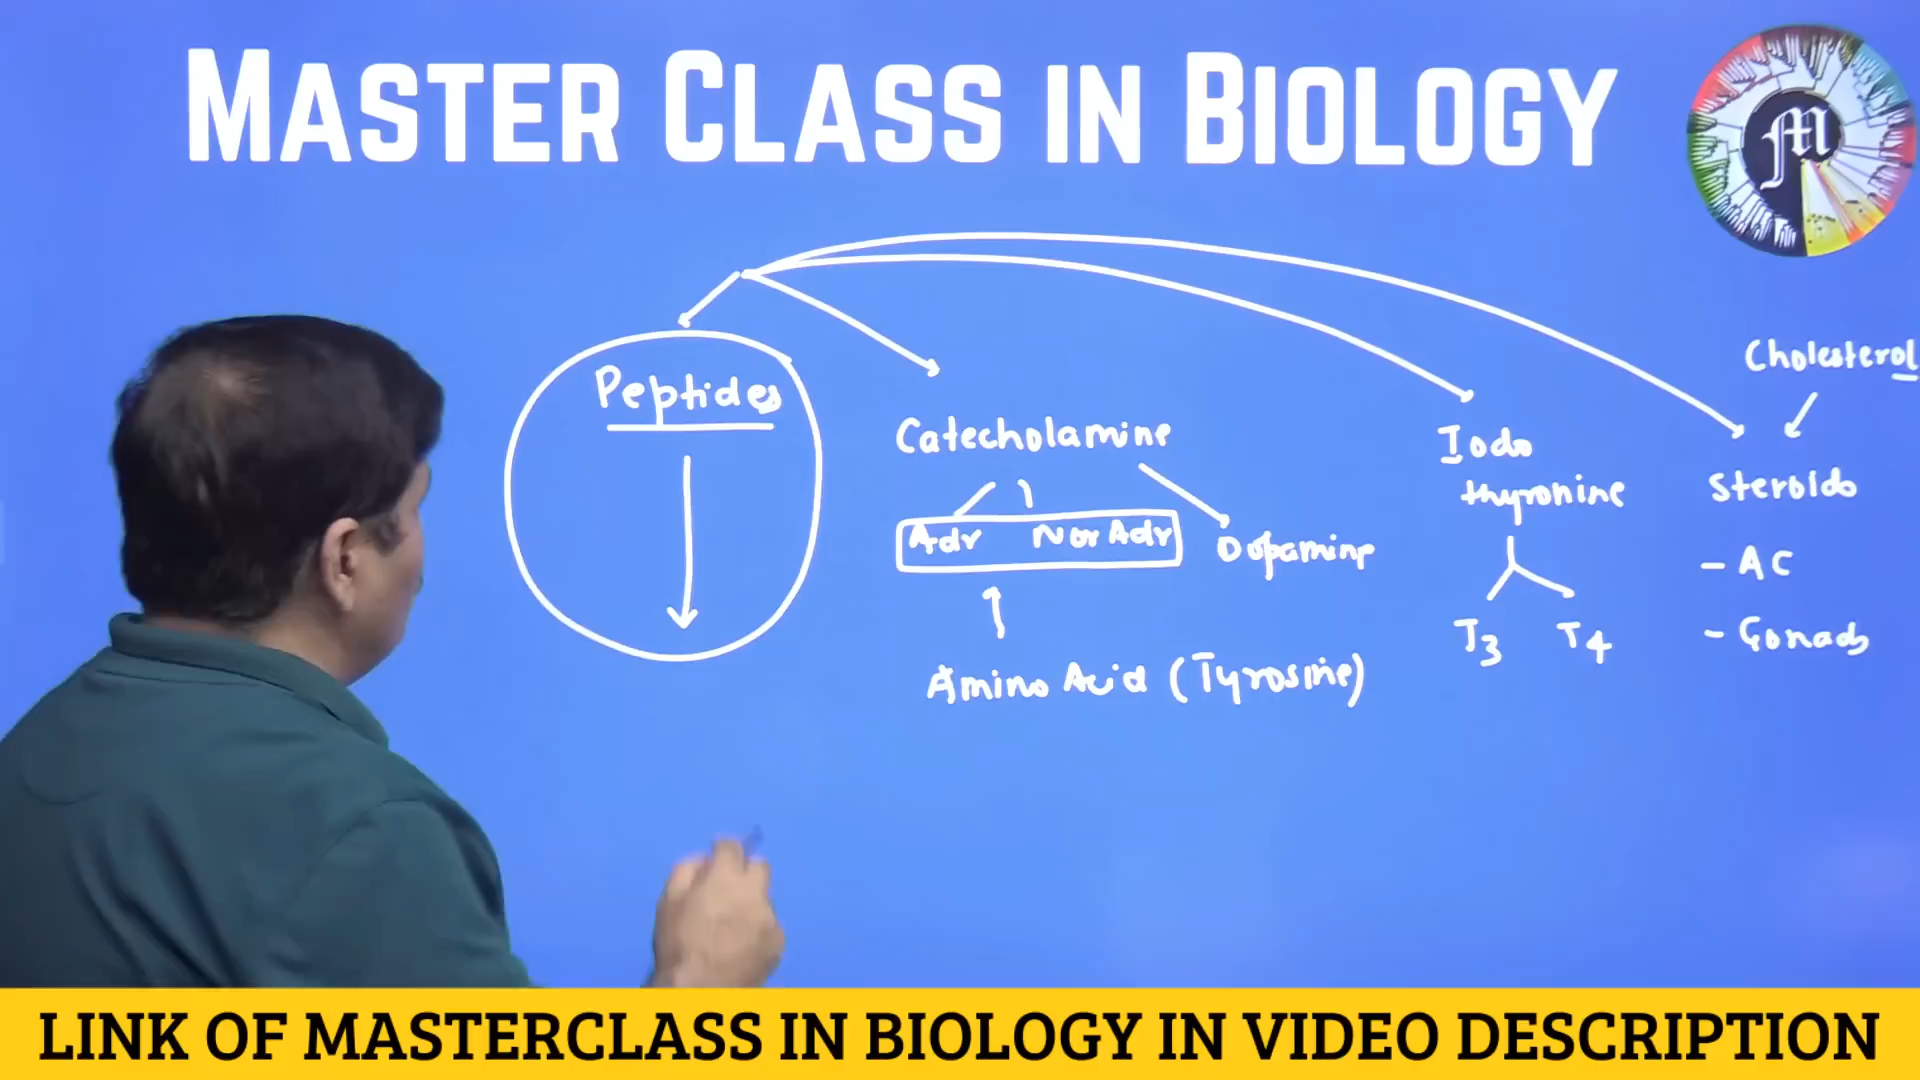 MASTER CLASS IN BIOLOGY
M
Peptides
Catecholamine
Adr Nor Adr
Dopamine
Amino Acid (Tyrosine)
Iodo
thyronine
T3 T4
Cholesterol
Steroids
- AC
- Gonads
LINK OF MASTERCLASS IN BIOLOGY IN VIDEO DESCRIPTION